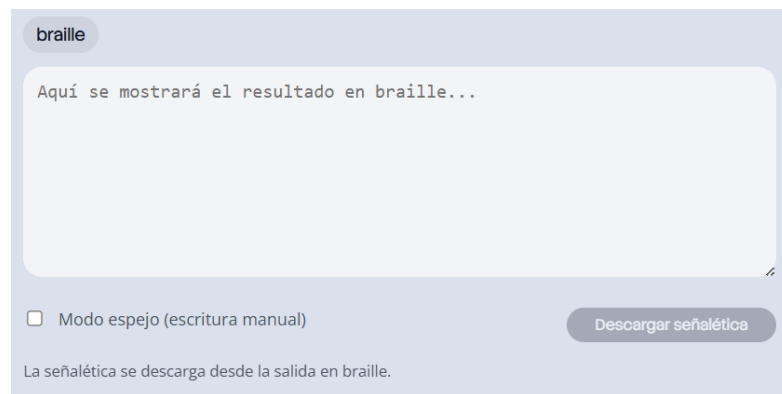 braille
Aquí se mostrará el resultado en braille...
Modo espejo (escritura manual)
Descargar señalética
La señalética se descarga desde la salida en braille.